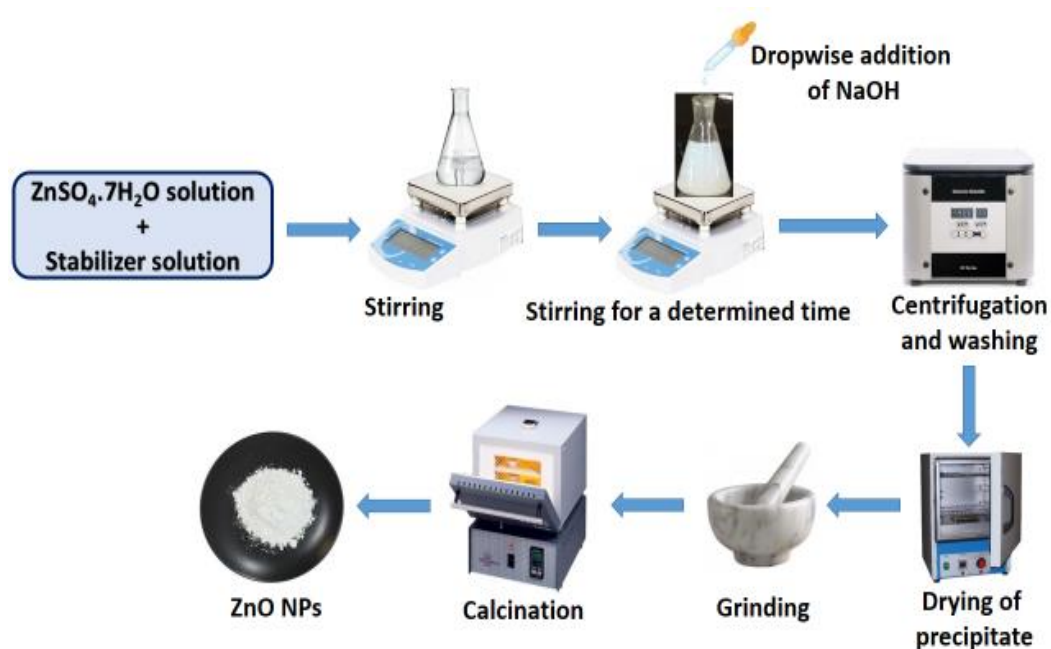 Dropwise addition
of NaOH
ZnSO₄.7H₂O solution
+
Stabilizer solution
Stirring
Stirring for a determined time
Centrifugation
and washing
ZnO NPs
Calcination
Grinding
Drying of
precipitate